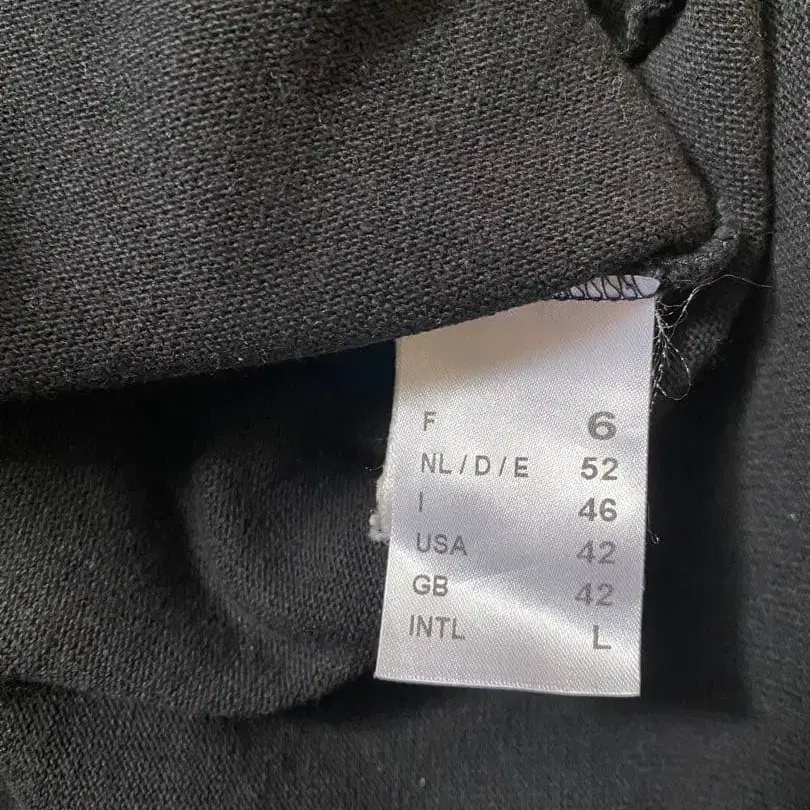 F 6
NL / D / E 52
I 46
USA 42
GB 42
INTL L